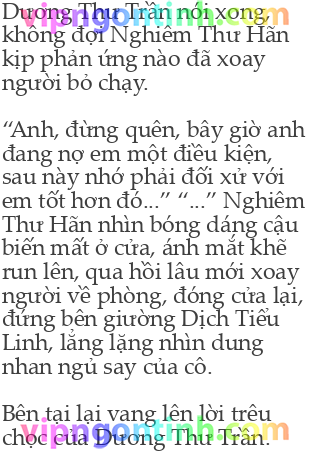 Dương Thư Trần nói xong,
không đợi Nghiêm Thư Hãn
kịp phản ứng nào đã xoay
người bỏ chạy.
“Anh, đừng quên, bây giờ anh
đang nợ em một điều kiện,
sau này nhớ phải đối xử với
em tốt hơn đó...” “...” Nghiêm
Thư Hãn nhìn bóng dáng cậu
biến mất ở cửa, ánh mắt khẽ
run lên, qua hồi lâu mới xoay
người về phòng, đóng cửa lại,
đứng bên giường Dịch Tiểu
Linh, lẳng lặng nhìn dung
nhan ngủ say của cô.
Bên tai lại vang lên lời trêu
chọc của Dương Thư Trần.
vipngontinh.com
vipngontinh.com